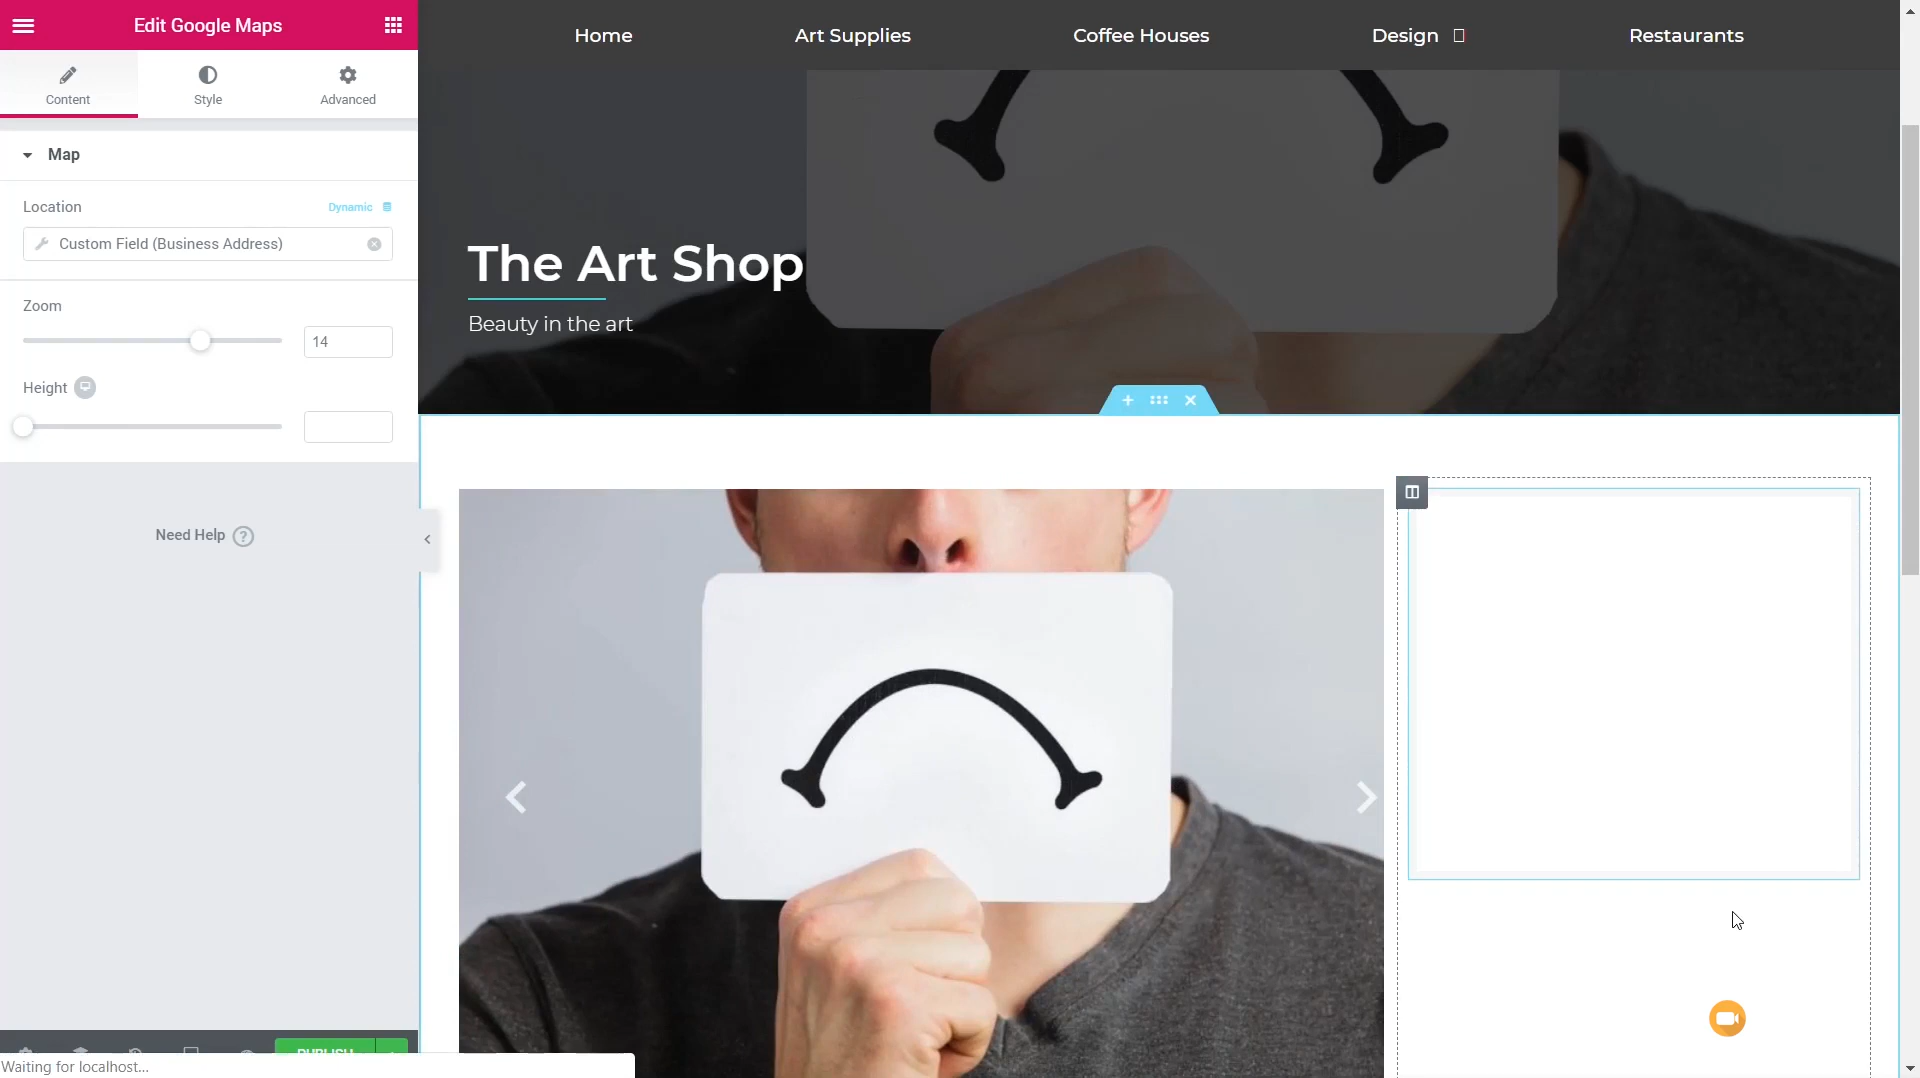 Edit Google Maps
Home
Art Supplies
Coffee Houses
Design
Restaurants
Content
Style
Advanced
Map
Location
Dynamic
Custom Field (Business Address)
Zoom
14
Height
Need Help
The Art Shop
Beauty in the art
PUBLISH
Waiting for localhost...